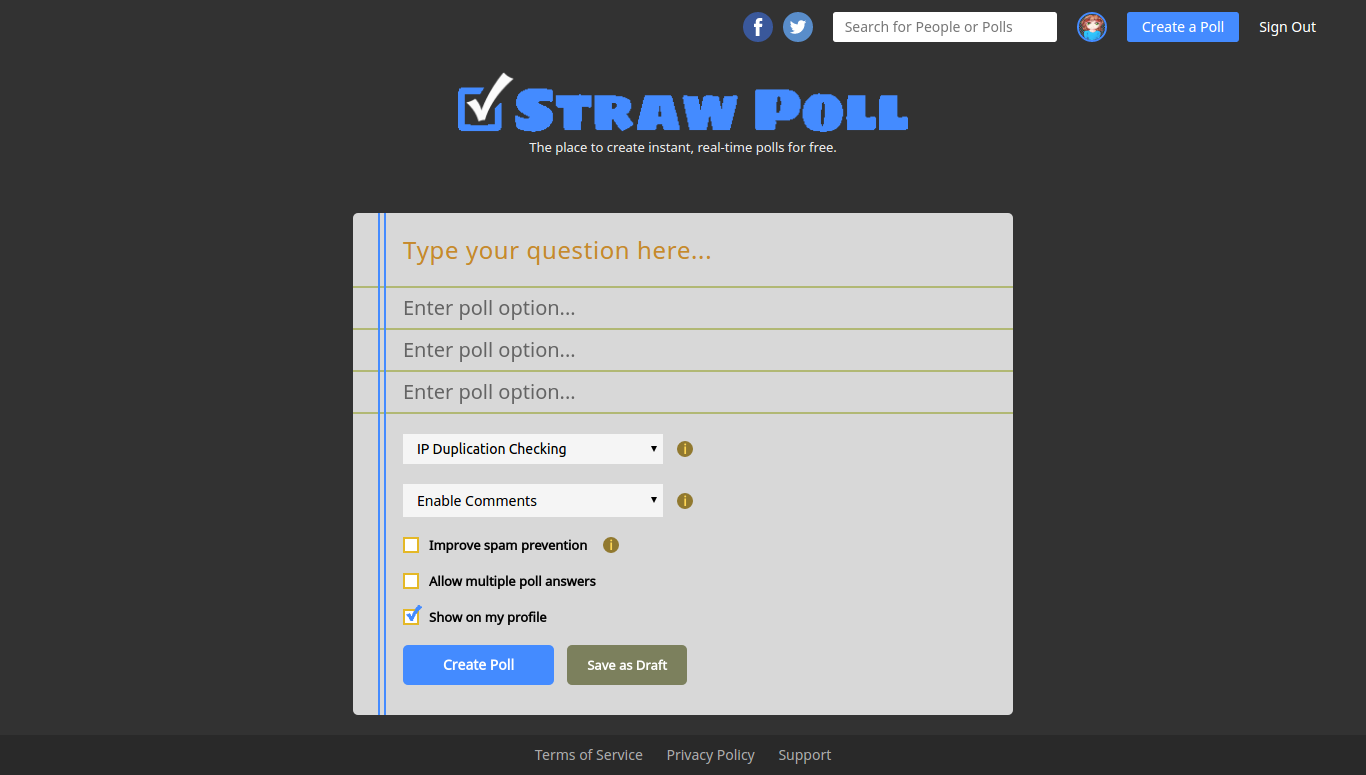 Search for People or Polls
Create a Poll
Sign Out
Straw Poll
The place to create instant, real-time polls for free.
Type your question here...
Enter poll option...
Enter poll option...
Enter poll option...
IP Duplication Checking
Enable Comments
Improve spam prevention
Allow multiple poll answers
Show on my profile
Create Poll
Save as Draft
Terms of Service
Privacy Policy
Support